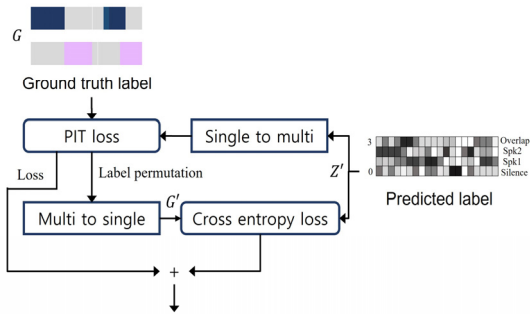 G
Ground truth label
PIT loss
Single to multi
Loss
Label permutation
Z'
3
0
Overlap
Spk2
Spk1
Silence
Predicted label
Multi to single
G'
Cross entropy loss
+